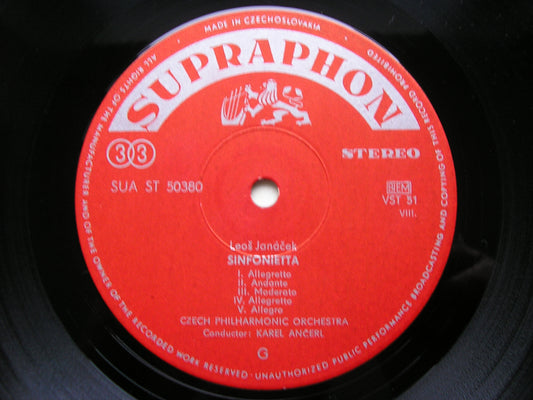 MADE IN CZECHOSLOVAKIA
SUPRAPHON
33
STEREO
SUA ST 50380
VST 51
VIII.
Leoš Janáček
SINFONIETTA
I. Allegretto
II. Andante
III. Moderato
IV. Allegretto
V. Allegro
CZECH PHILHARMONIC ORCHESTRA
Conductor: KAREL ANČERL
G
ALL RIGHTS OF THE MANUFACTURER AND OF THE OWNER OF THE RECORDED WORK RESERVED · UNAUTHORIZED PUBLIC PERFORMANCE BROADCASTING AND COPYING OF THIS RECORD PROHIBITED